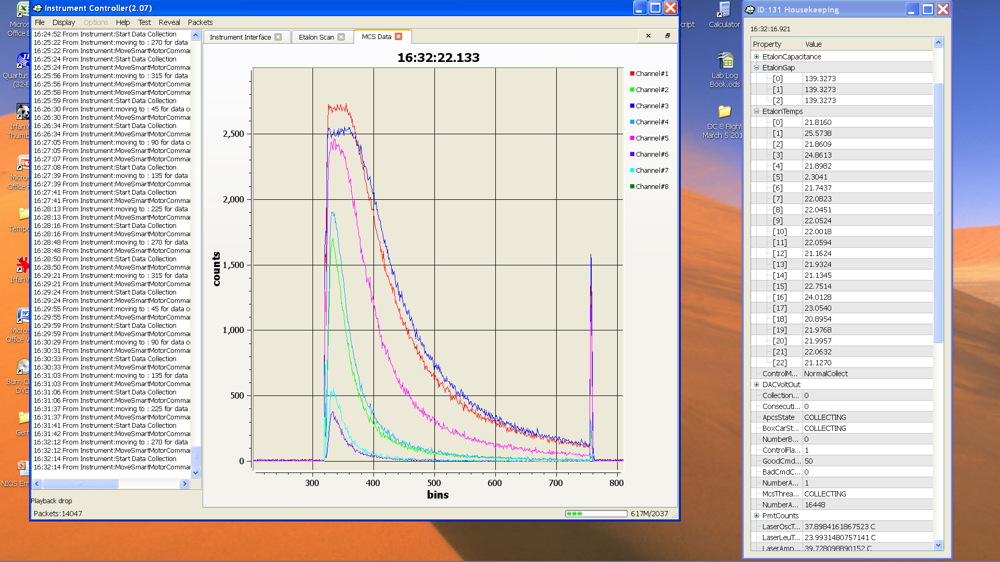 Instrument Controller(2.07)
File Display Options Help Test Reveal Packets
16:24:52 From Instrument:Start Data Collection
16:25:22 From Instrument:moving to : 270 for data
16:25:22 From Instrument:MoveSmartMotorComma
16:25:24 From Instrument:Start Data Collection
16:25:24 From Instrument:MoveSmartMotorComma
16:25:56 From Instrument:moving to : 315 for data
16:25:56 From Instrument:MoveSmartMotorComma
16:25:58 From Instrument:MoveSmartMotorComma
16:25:59 From Instrument:Start Data Collection
16:26:30 From Instrument:moving to : 45 for data c
16:26:30 From Instrument:MoveSmartMotorComma
16:26:34 From Instrument:Start Data Collection
16:26:34 From Instrument:MoveSmartMotorComma
16:27:05 From Instrument:moving to : 90 for data c
16:27:05 From Instrument:MoveSmartMotorComma
16:27:07 From Instrument:MoveSmartMotorComma
16:27:08 From Instrument:Start Data Collection
16:27:39 From Instrument:moving to : 135 for data
16:27:39 From Instrument:MoveSmartMotorComma
16:27:41 From Instrument:Start Data Collection
16:27:41 From Instrument:MoveSmartMotorComma
16:28:13 From Instrument:moving to : 225 for data
16:28:13 From Instrument:MoveSmartMotorComma
16:28:16 From Instrument:Start Data Collection
16:28:16 From Instrument:MoveSmartMotorComma
16:28:48 From Instrument:moving to : 270 for data
16:28:48 From Instrument:MoveSmartMotorComma
16:28:50 From Instrument:Start Data Collection
16:28:50 From Instrument:MoveSmartMotorComma
16:29:21 From Instrument:moving to : 315 for data
16:29:21 From Instrument:MoveSmartMotorComma
16:29:24 From Instrument:Start Data Collection
16:29:24 From Instrument:MoveSmartMotorComma
16:29:55 From Instrument:moving to : 45 for data c
16:29:55 From Instrument:MoveSmartMotorComma
16:29:59 From Instrument:Start Data Collection
16:29:59 From Instrument:MoveSmartMotorComma
16:30:29 From Instrument:moving to : 90 for data c
16:30:31 From Instrument:MoveSmartMotorComma
16:30:33 From Instrument:Start Data Collection
16:30:33 From Instrument:MoveSmartMotorComma
16:31:03 From Instrument:moving to : 135 for data
16:31:03 From Instrument:MoveSmartMotorComma
16:31:06 From Instrument:Start Data Collection
16:31:06 From Instrument:MoveSmartMotorComma
16:31:37 From Instrument:moving to : 225 for data
16:31:37 From Instrument:MoveSmartMotorComma
16:31:41 From Instrument:Start Data Collection
16:31:42 From Instrument:MoveSmartMotorComma
16:32:12 From Instrument:moving to : 270 for data
16:32:12 From Instrument:MoveSmartMotorComma
16:32:14 From Instrument:Start Data Collection
16:32:14 From Instrument:MoveSmartMotorComma
Playback drop
Packets:14047
Instrument Interface Etalon Scan MCS Data
16:32:22.133
2,500
2,000
1,500
1,000
500
0
counts
300 400 500 600 700 800
bins
Channel#1
Channel#2
Channel#3
Channel#4
Channel#5
Channel#6
Channel#7
Channel#8
617M/2037
Micros
Office E
Quartus
(32-E
IrfanV
Thumb
Micros
Office P
Tempo
IrfanV
Micros
Office W
Burn C
DVD
Gerr
NIOS Err
cript
Calculator
Lab Log
Book.ods
DC 8 Flight
March 5 201
ID:131 Housekeeping
16:32:16.921
Property Value
EtalonCapacitance
EtalonGap
[0] 139.3273
[1] 139.3273
[2] 139.3273
EtalonTemps
[0] 21.8160
[1] 25.5738
[2] 21.8609
[3] 24.8613
[4] 21.8982
[5] 2.3041
[6] 21.7437
[7] 22.0823
[8] 22.0451
[9] 22.0524
[10] 22.0018
[11] 22.0594
[12] 21.1624
[13] 21.9324
[14] 21.1345
[15] 22.7514
[16] 24.0128
[17] 23.0540
[18] 20.8954
[19] 21.9768
[20] 21.9957
[21] 22.0632
[22] 21.1270
ControlM... NormalCollect
DACVoltOut
Collection... 0
Consecuti... 0
ApcsState COLLECTING
BoxCarSt... COLLECTING
NumberB... 0
ControlFla... 1
GoodCmd... 50
BadCmdC... 0
NumberA... 1
McsThrea... COLLECTING
NumberA... 16448
PmtCounts
LaserOscT... 37.8984161867523 C
LaserLeuT... 23.9931480757141 C
LaserAmp... 39.728098890152 C